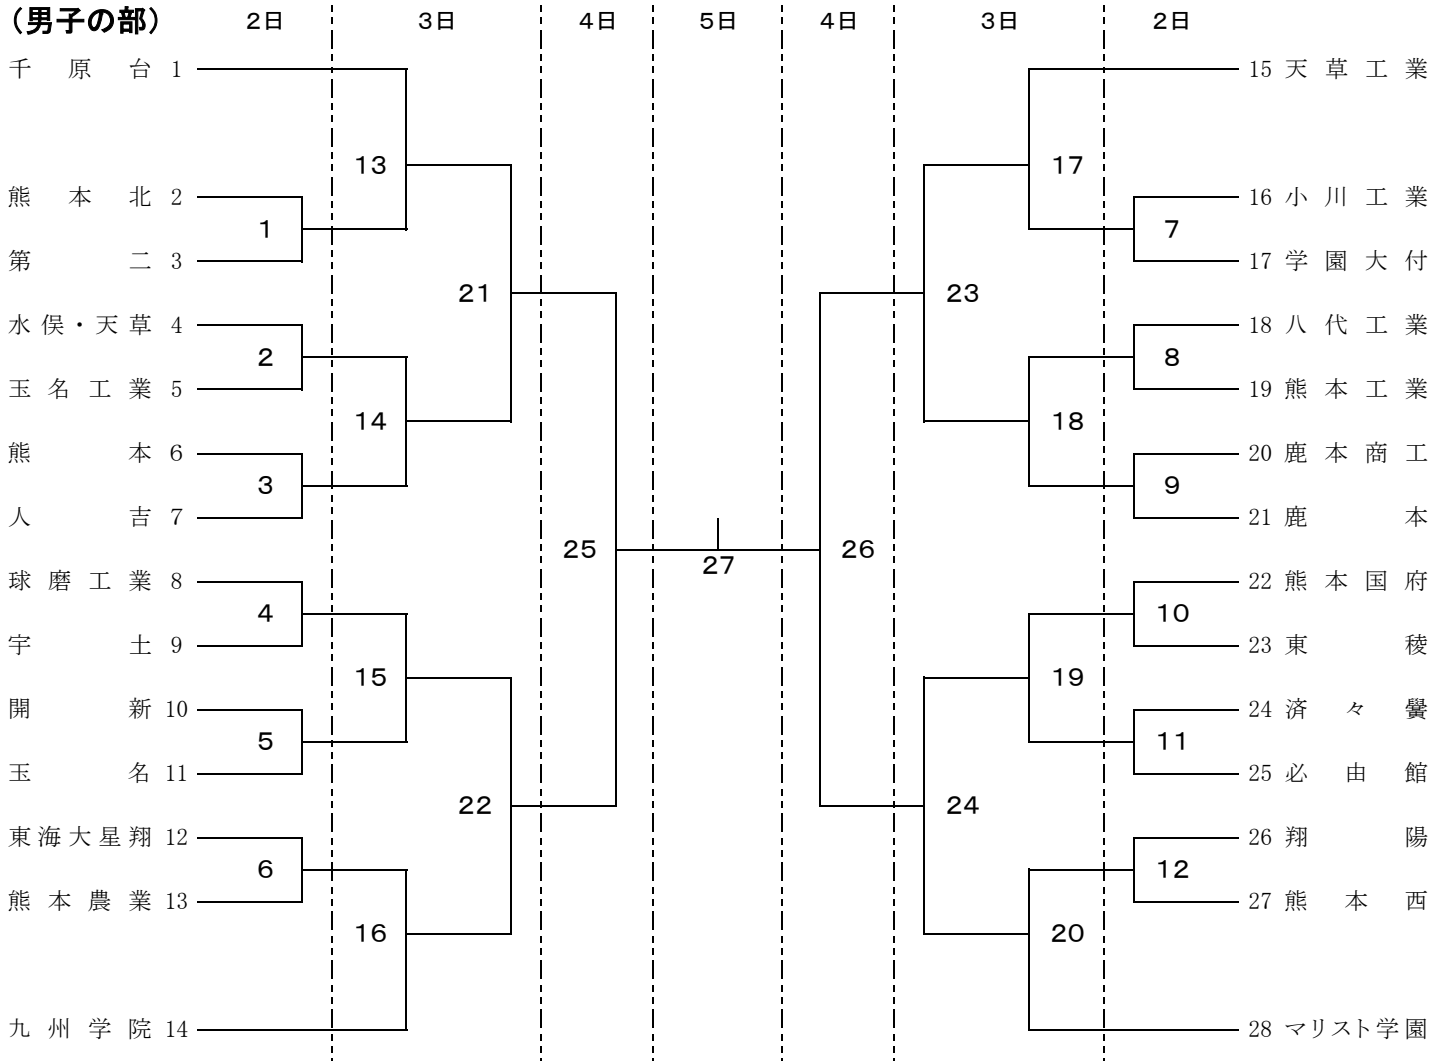 （男子の部） 2日 3日 4日 5日 4日 3日 2日
千原台 1
15 天草工業
13
17
熊本北 2
16 小川工業
1
7
第二 3
17 学園大付
21
23
水俣・天草 4
18 八代工業
2
8
玉名工業 5
19 熊本工業
14
18
熊本 6
20 鹿本商工
3
9
人吉 7
21 鹿本
25
27
26
球磨工業 8
22 熊本国府
4
10
宇土 9
23 東稜
15
19
開新 10
24 済々黌
5
11
玉名 11
25 必由館
22
24
東海大星翔 12
26 翔陽
6
12
熊本農業 13
27 熊本西
16
20
九州学院 14
28 マリスト学園